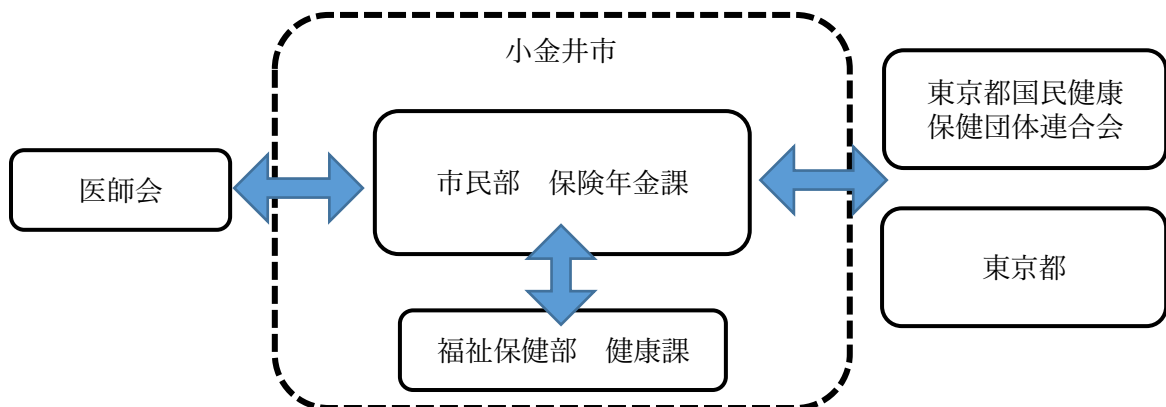 小金井市
医師会
市民部　保険年金課
福祉保健部　健康課
東京都国民健康
保健団体連合会
東京都